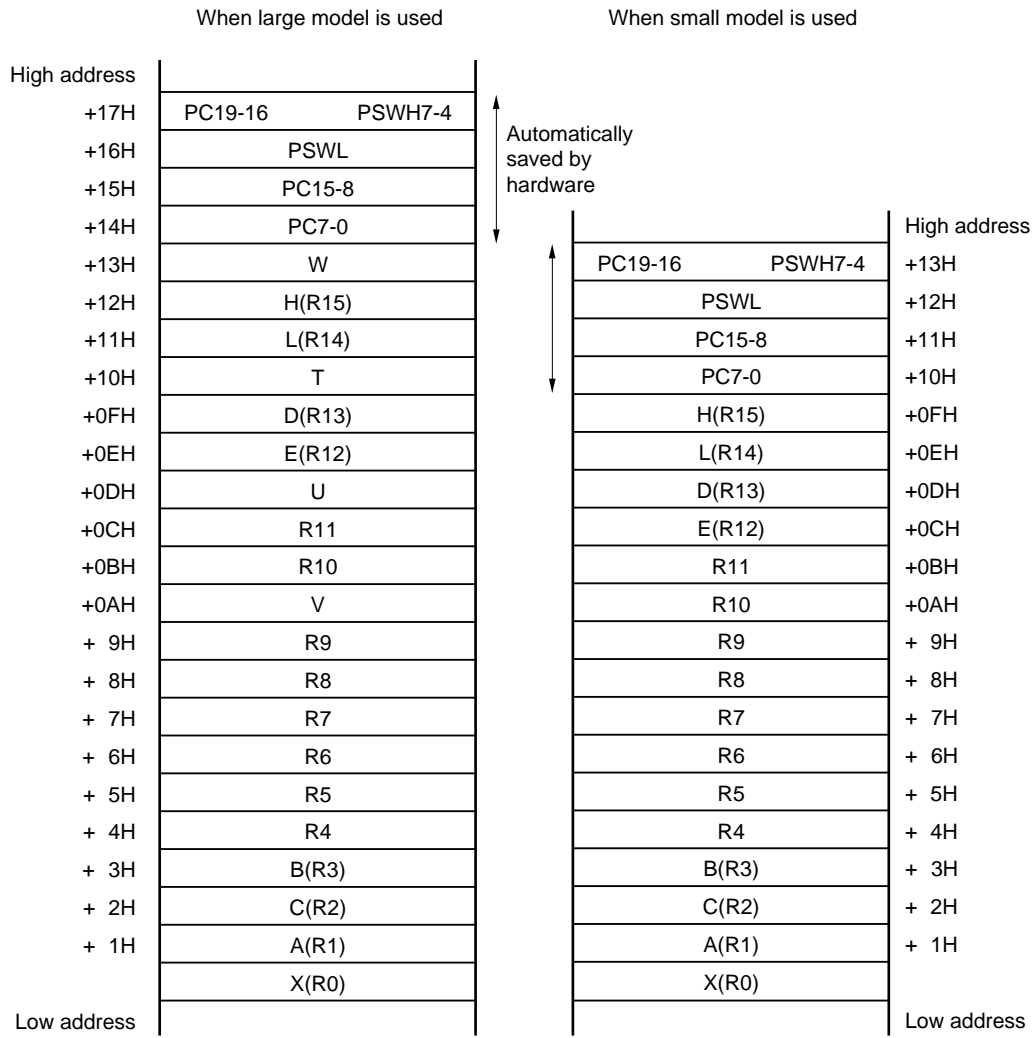 When large model is used When small model is used
High address
+17H PC19-16 PSWH7-4
Automatically
saved by
hardware
+16H PSWL
+15H PC15-8
+14H PC7-0 High address
+13H W PC19-16 PSWH7-4 +13H
+12H H(R15) PSWL +12H
+11H L(R14) PC15-8 +11H
+10H T PC7-0 +10H
+0FH D(R13) H(R15) +0FH
+0EH E(R12) L(R14) +0EH
+0DH U D(R13) +0DH
+0CH R11 E(R12) +0CH
+0BH R10 R11 +0BH
+0AH V R10 +0AH
+ 9H R9 R9 + 9H
+ 8H R8 R8 + 8H
+ 7H R7 R7 + 7H
+ 6H R6 R6 + 6H
+ 5H R5 R5 + 5H
+ 4H R4 R4 + 4H
+ 3H B(R3) B(R3) + 3H
+ 2H C(R2) C(R2) + 2H
+ 1H A(R1) A(R1) + 1H
X(R0) X(R0)
Low address Low address